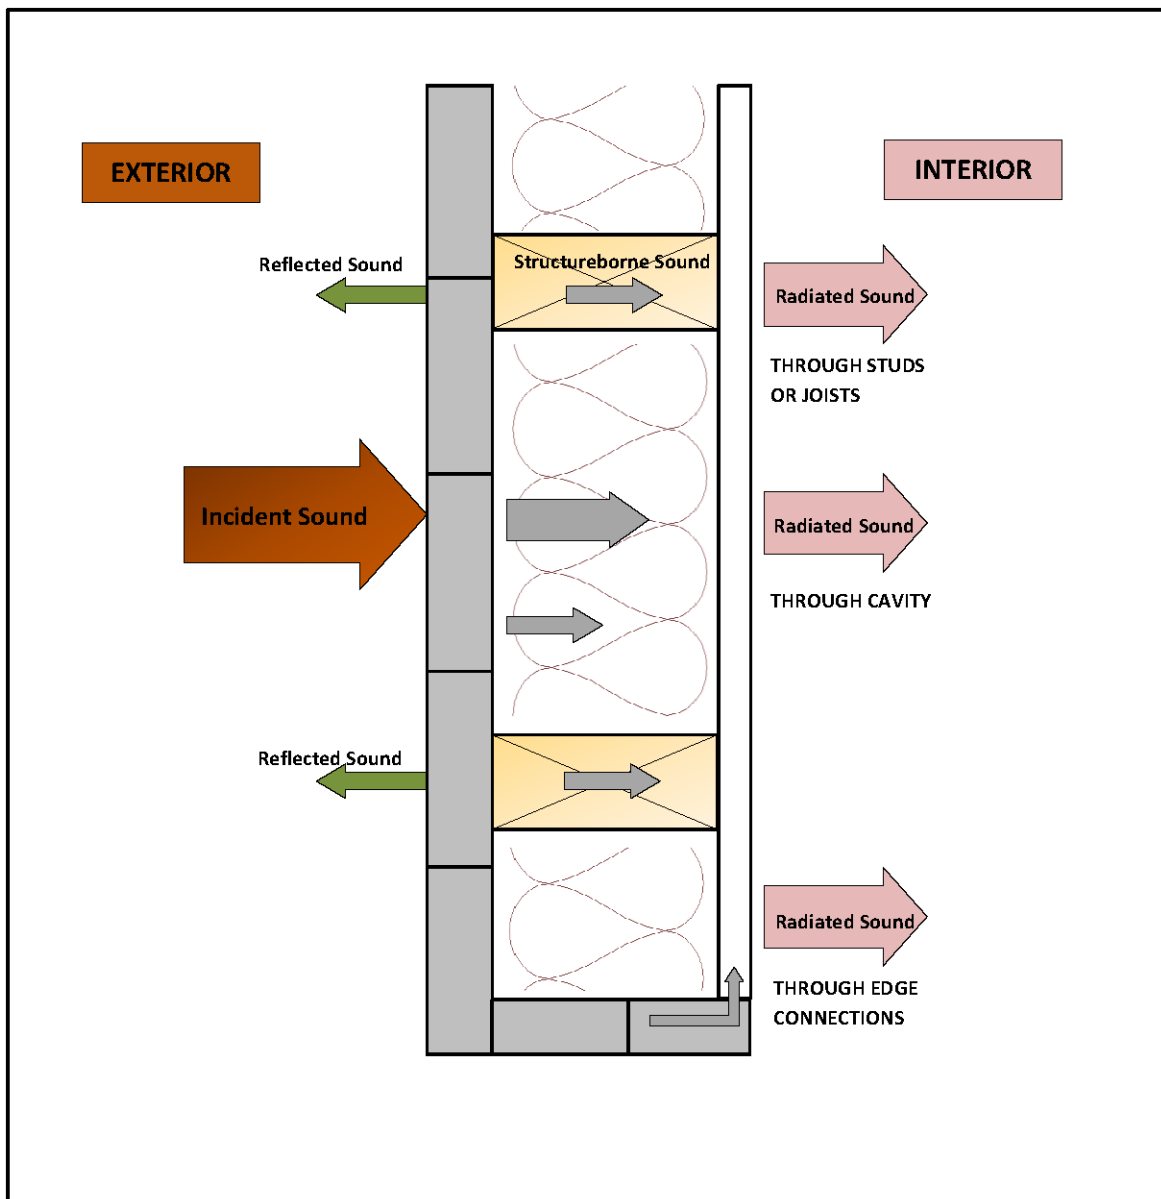 EXTERIOR
INTERIOR
Reflected Sound
Structureborne Sound
Radiated Sound
THROUGH STUDS
OR JOISTS
Incident Sound
Radiated Sound
THROUGH CAVITY
Reflected Sound
Radiated Sound
THROUGH EDGE
CONNECTIONS